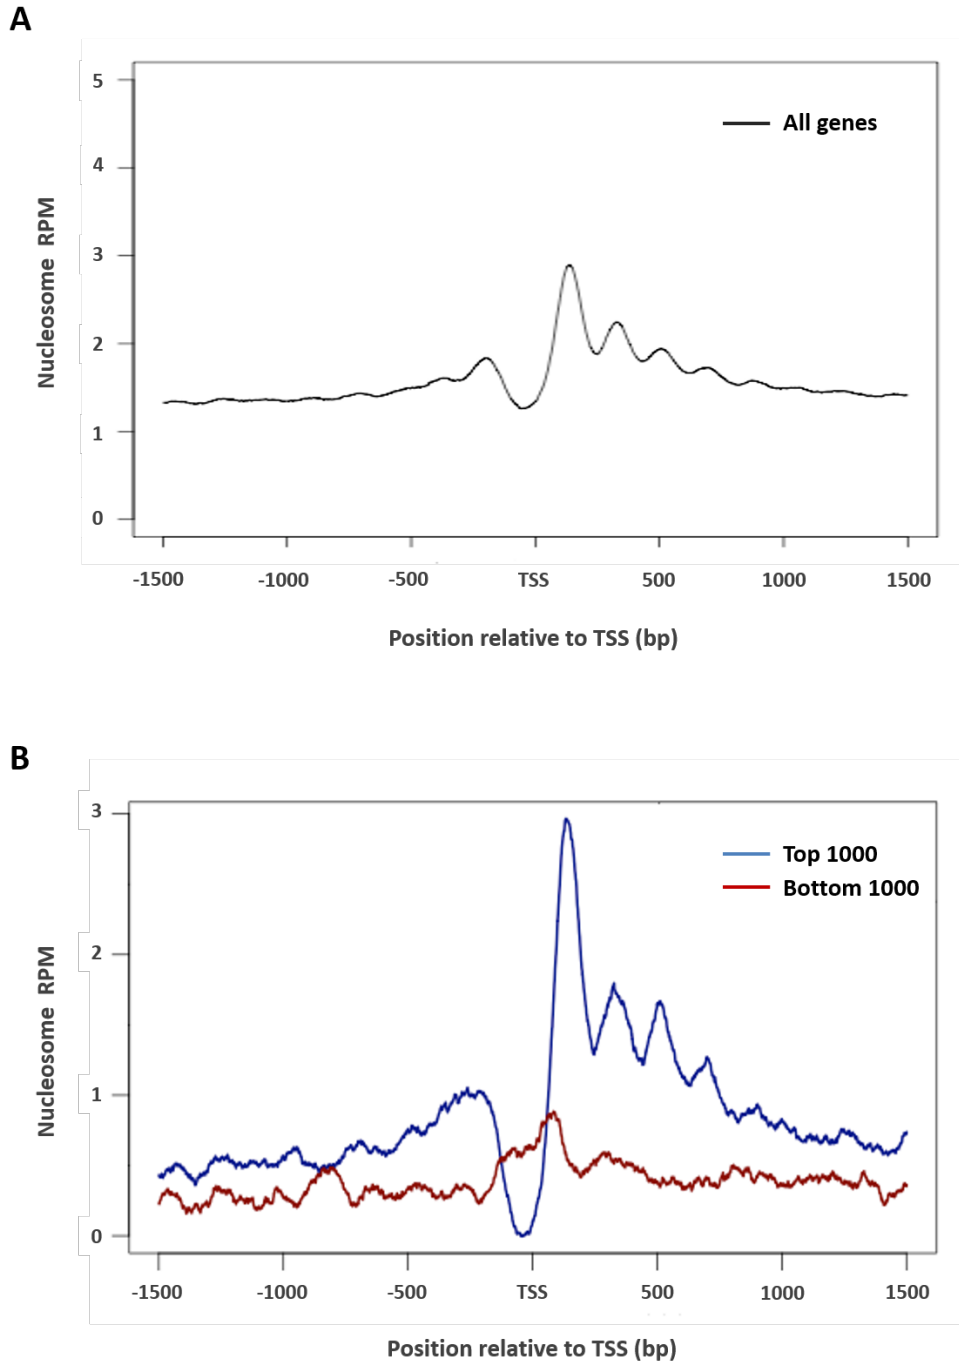 A
5
4
3
2
1
0
Nucleosome RPM
All genes
-1500 -1000 -500 TSS 500 1000 1500
Position relative to TSS (bp)
B
3
2
1
0
Nucleosome RPM
Top 1000
Bottom 1000
-1500 -1000 -500 TSS 500 1000 1500
Position relative to TSS (bp)